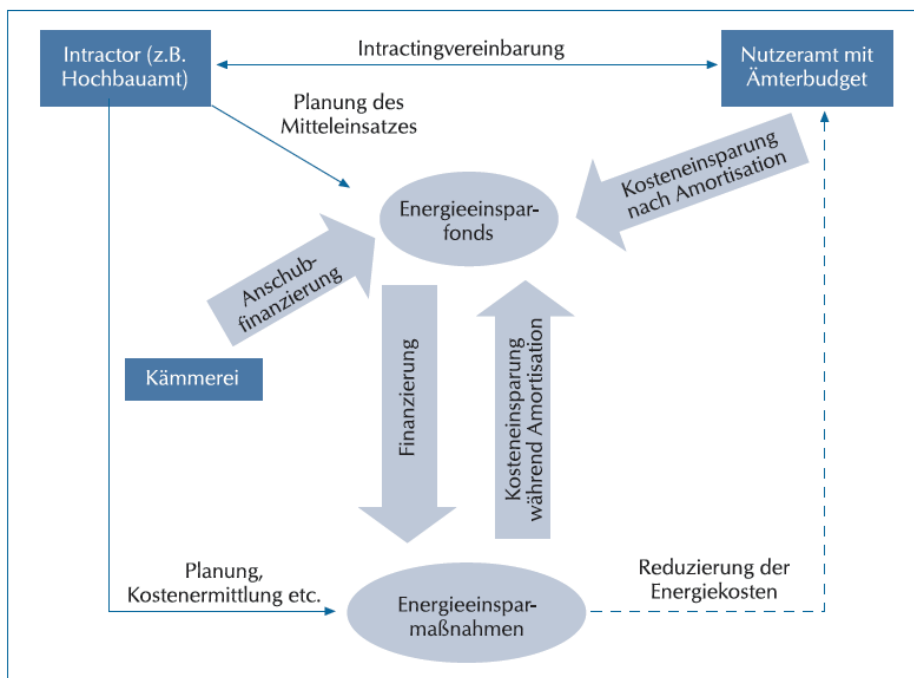 Intractor (z.B.
Hochbauamt)
Intractingvereinbarung
Nutzeramt mit
Ämterbudget
Planung des
Mitteleinsatzes
Kosteneinsparung
nach Amortisation
Energieeinspar-
fonds
Anschub-
finanzierung
Kämmerei
Finanzierung
Kosteneinsparung
während Amortisation
Planung,
Kostenermittlung etc.
Energieeinspar-
maßnahmen
Reduzierung der
Energiekosten